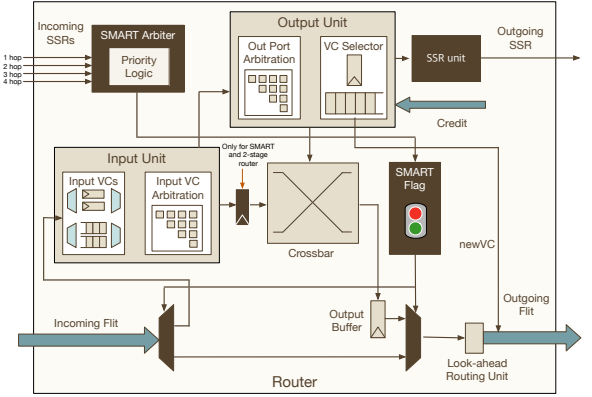 Incoming
SSRs
1 hop
2 hop
3 hop
4 hop
SMART Arbiter
Priority
Logic
Output Unit
Out Port
Arbitration
VC Selector
SSR unit
Outgoing
SSR
Credit
Input Unit
Input VCs
Input VC
Arbitration
Only for SMART
and 2-stage
router
Crossbar
SMART
Flag
newVC
Incoming Flit
Output
Buffer
Outgoing
Flit
Look-ahead
Routing Unit
Router